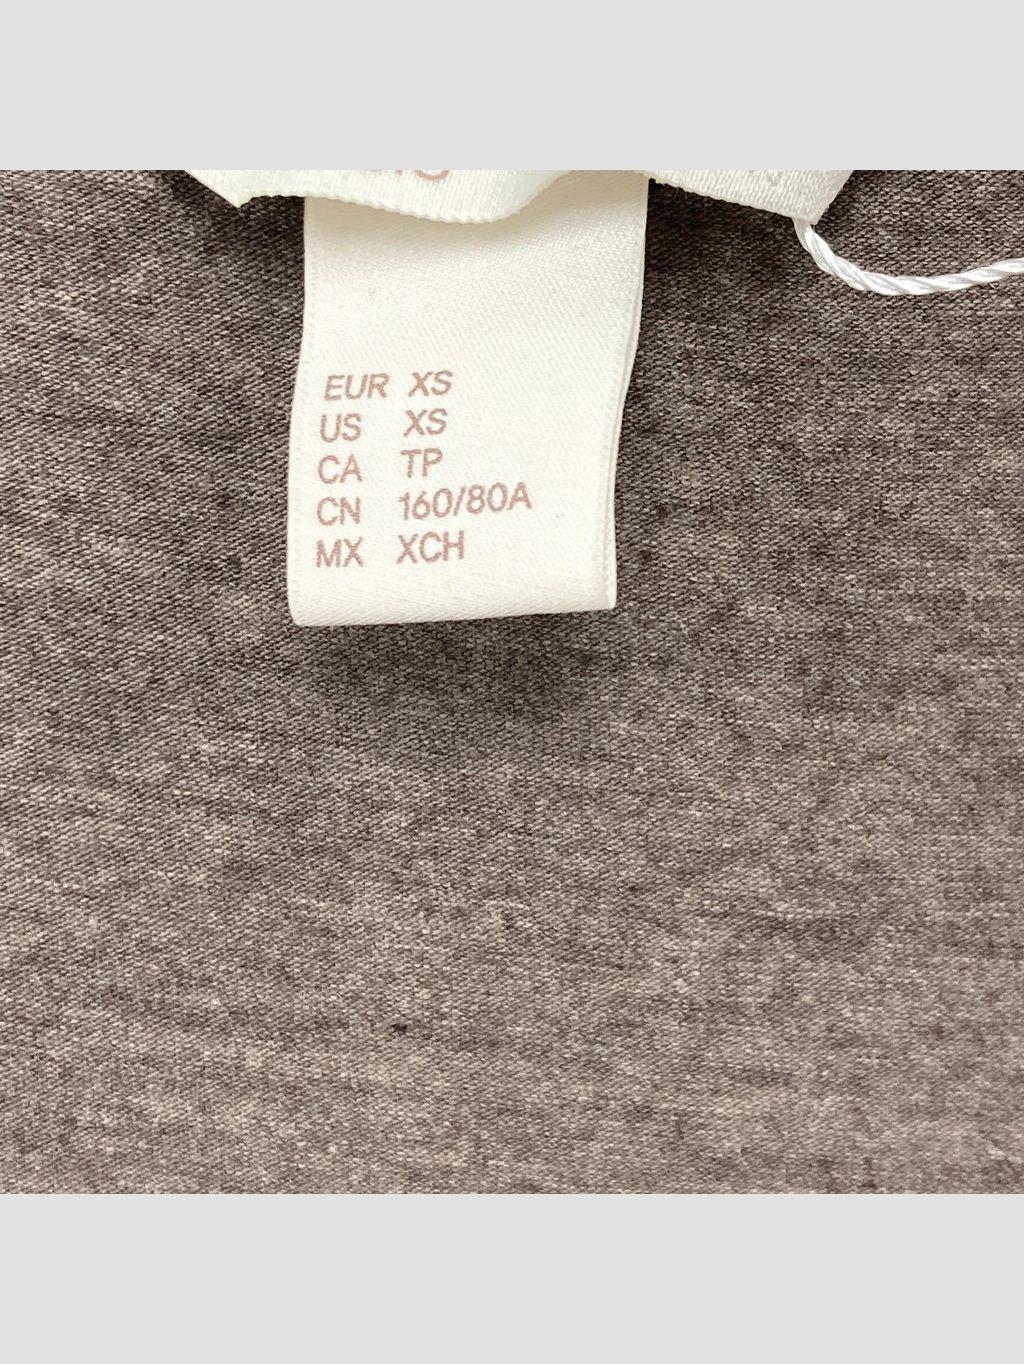 EUR XS
US XS
CA TP
CN 160/80A
MX XCH